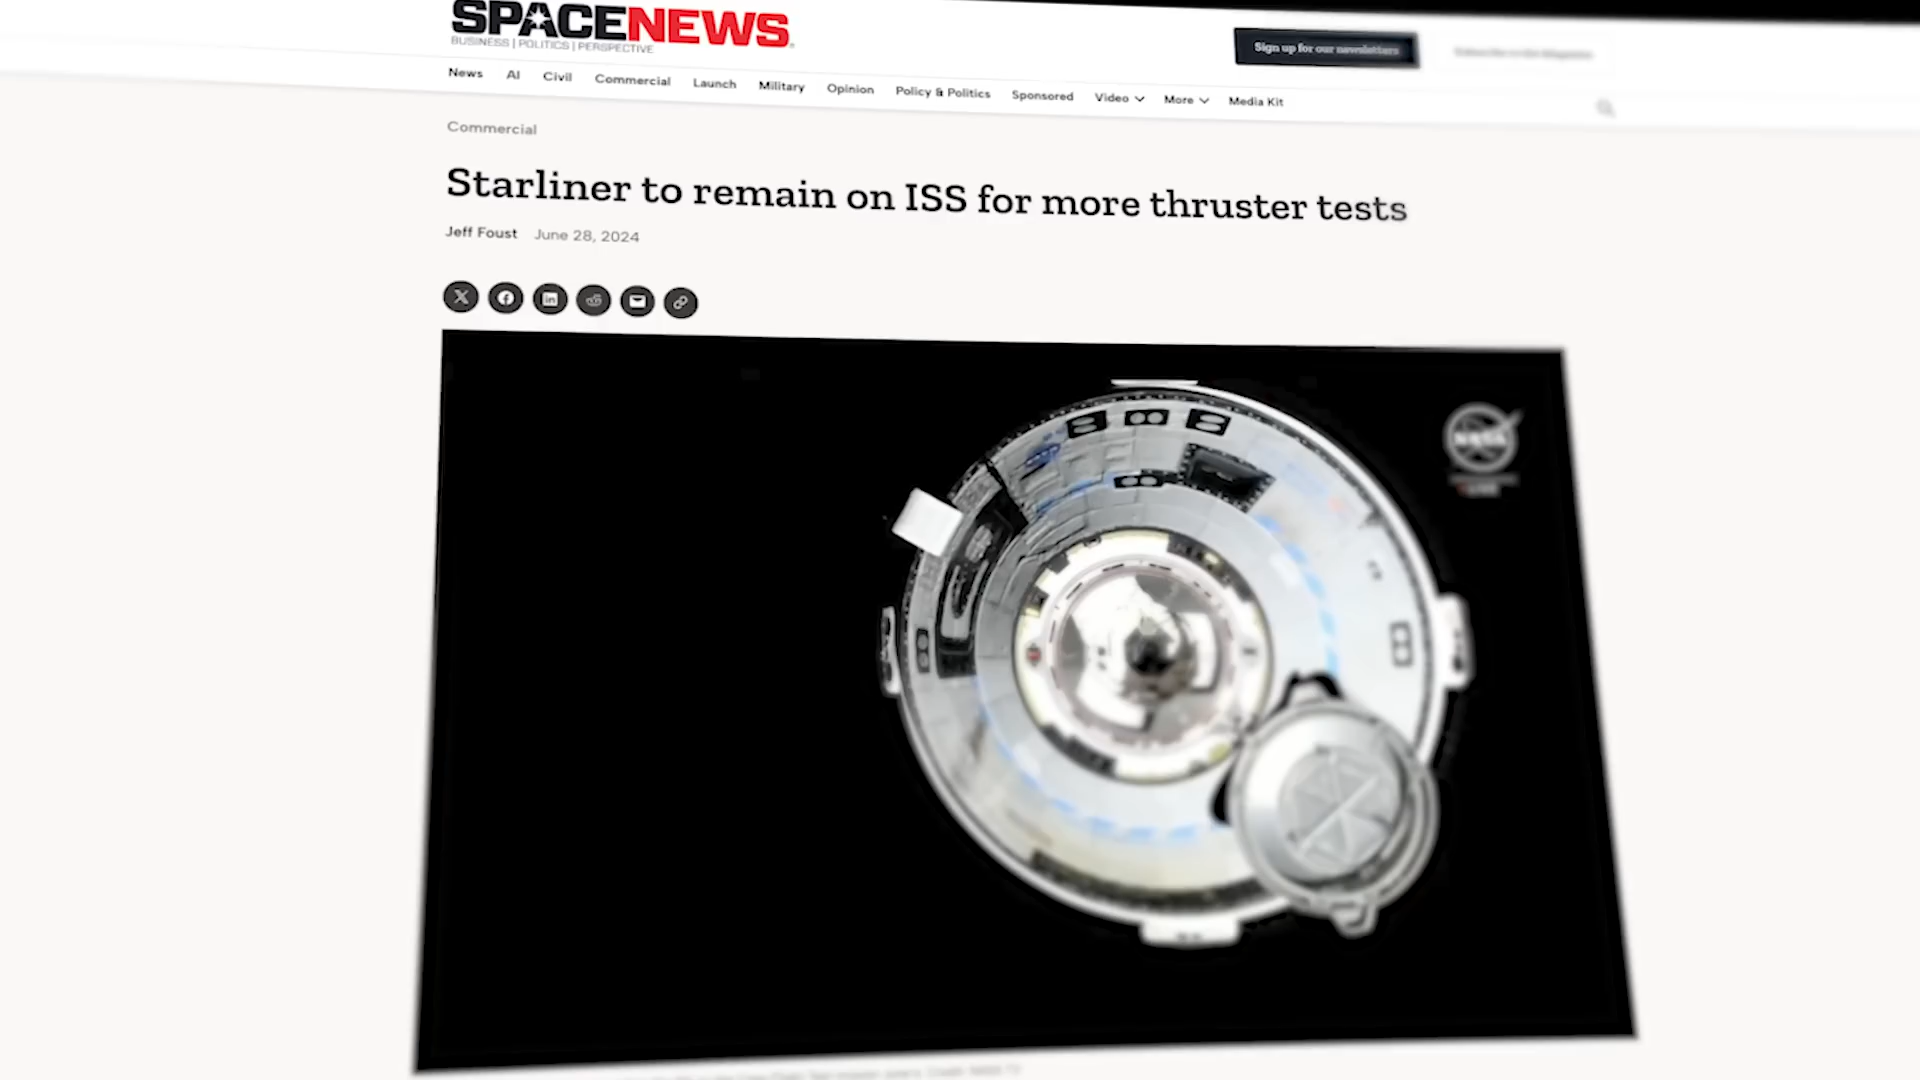 SPACENEWS
BUSINESS | POLITICS | PERSPECTIVE
Sign up for our newsletters
News AI Civil Commercial Launch Military Opinion Policy & Politics Sponsored Video More Media Kit
Commercial
Starliner to remain on ISS for more thruster tests
Jeff Foust June 28, 2024
NASA